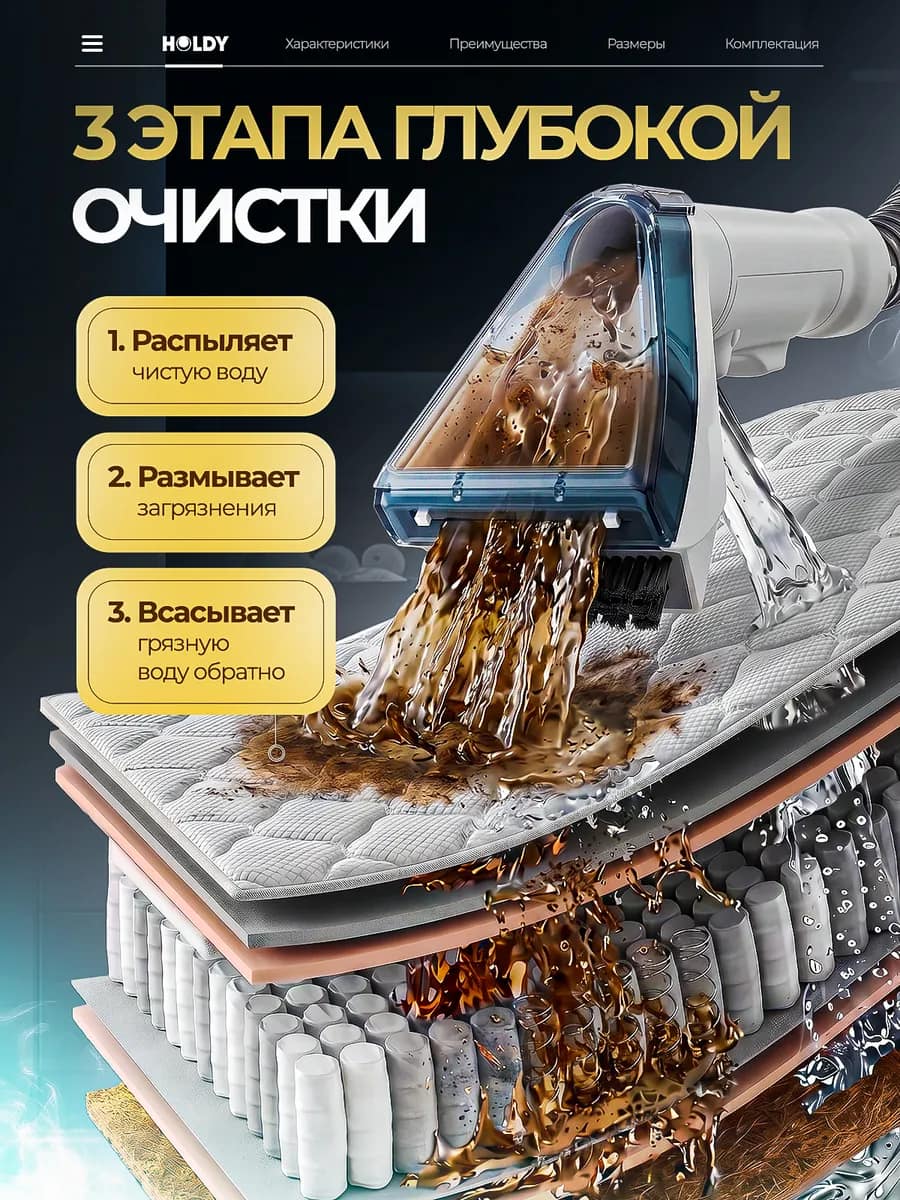 HOLDY
Характеристики
Преимущества
Размеры
Комплектация
3 ЭТАПА ГЛУБОКОЙ
ОЧИСТКИ
1. Распыляет
чистую воду
2. Размывает
загрязнения
3. Всасывает
грязную
воду обратно